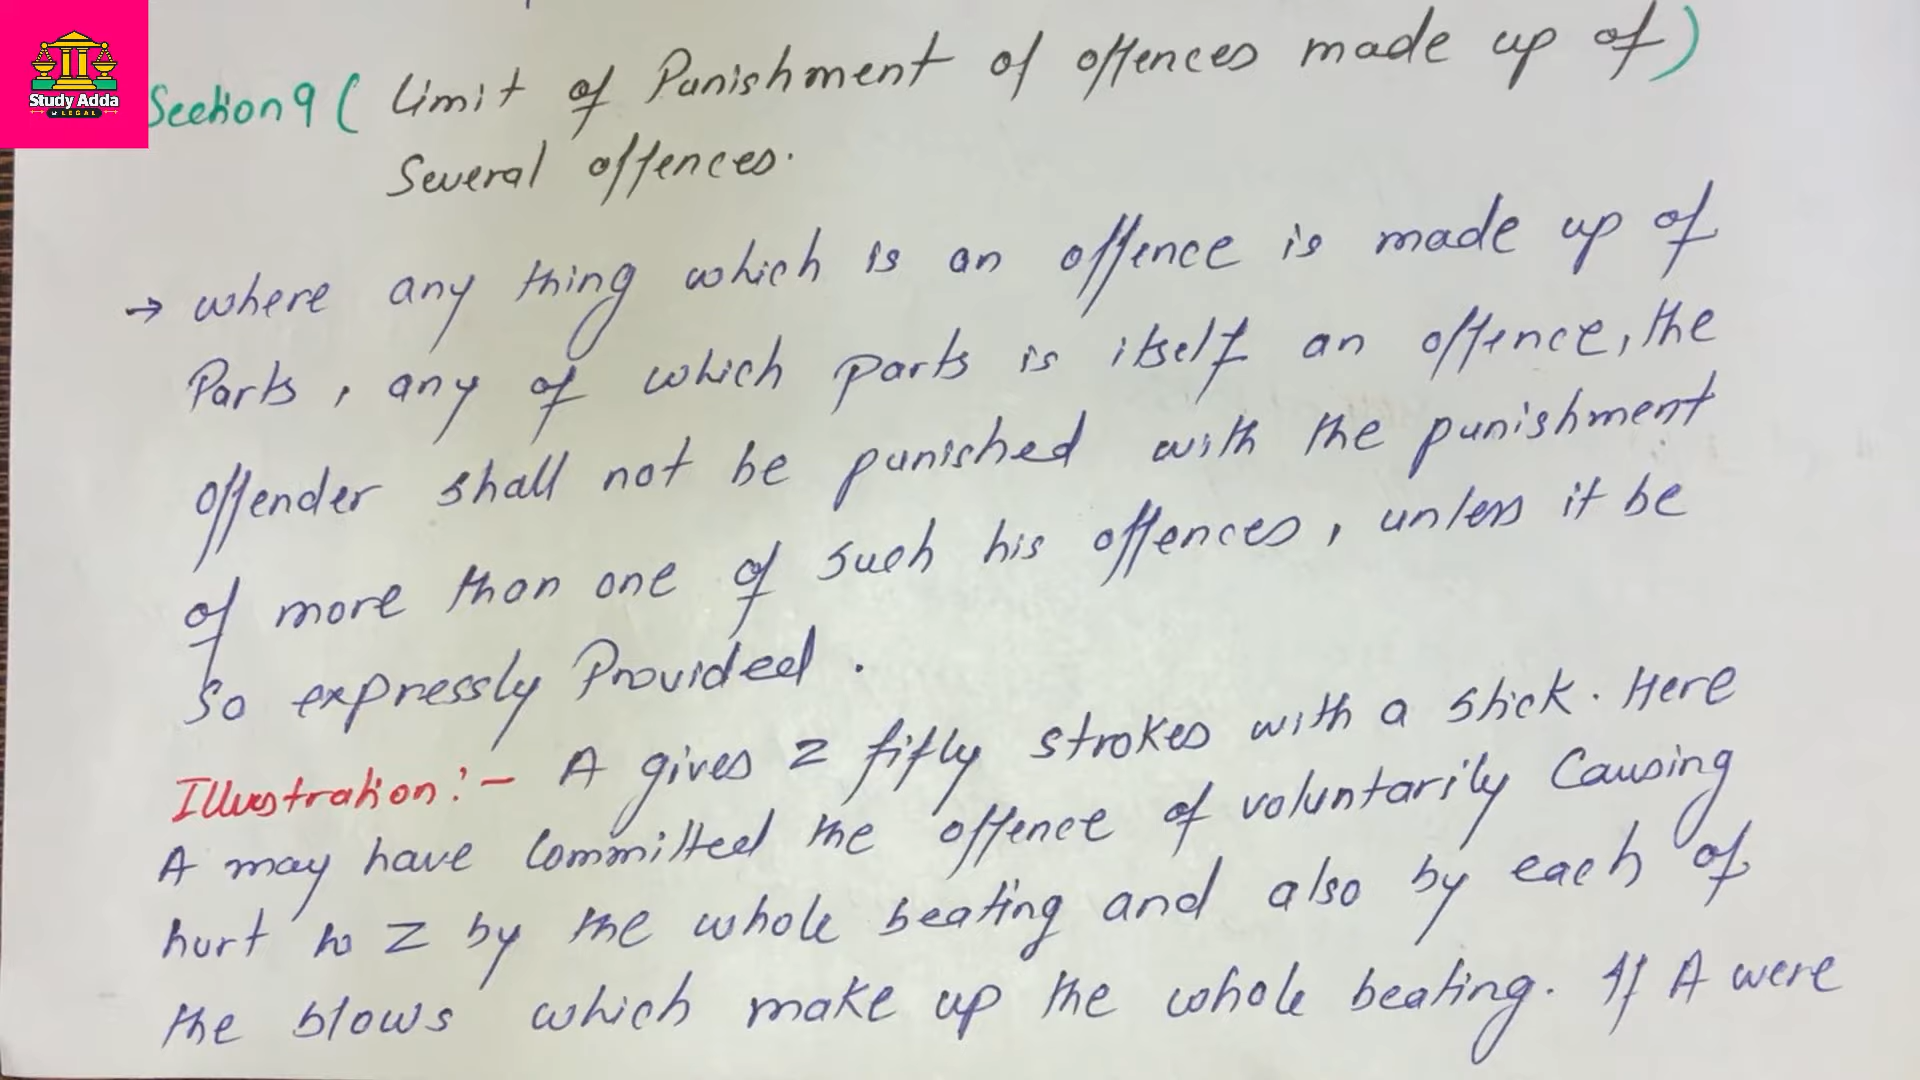 Study Adda
LEGAL
Section 9 ( Limit of Punishment of offences made up of )
Several offences.
→ where any thing which is an offence is made up of
Parts, any of which parts is itself an offence, the
offender shall not be punished with the punishment
of more than one of such his offences, unless it be
so expressly Provided.
Illustration:- A gives Z fifty strokes with a stick. Here
A may have Committed the offence of voluntarily Causing
hurt to Z by the whole beating and also by each of
the blows which make up the whole beating. If A were